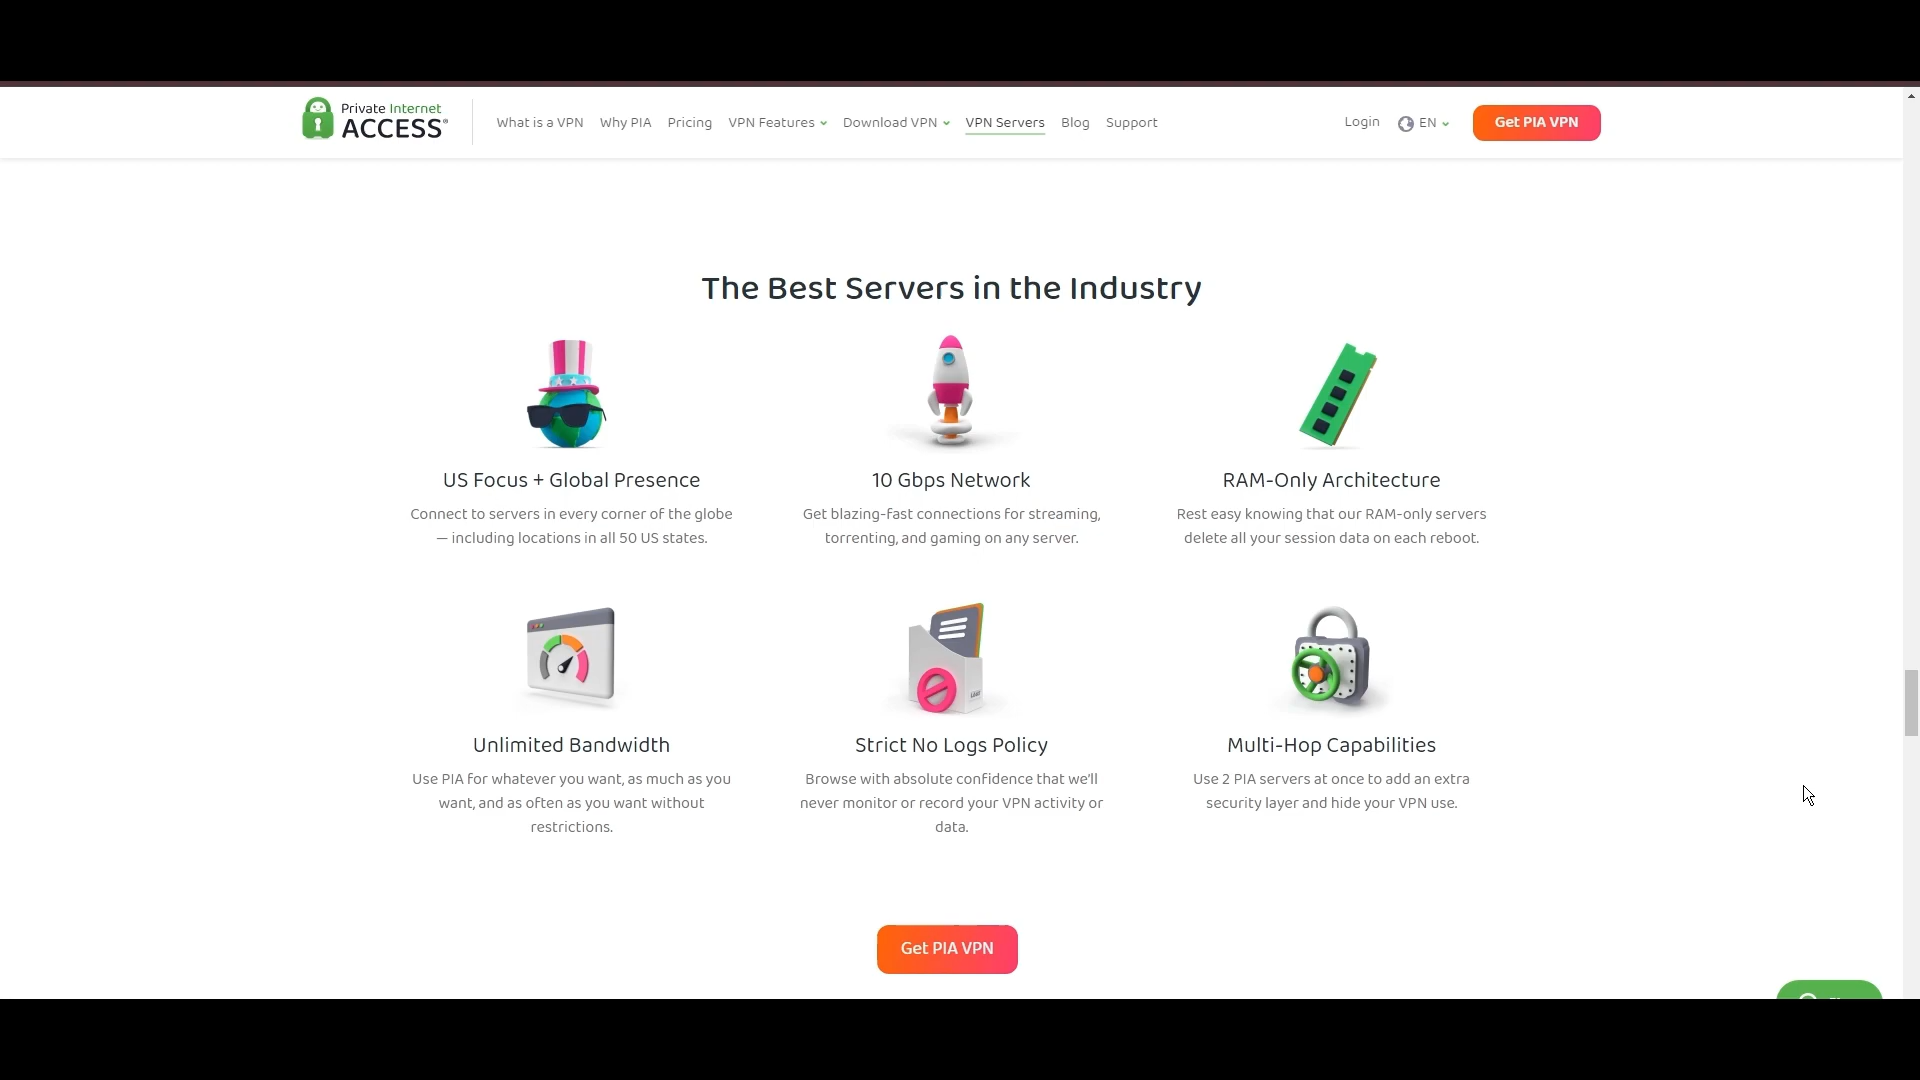 Private Internet
ACCESS®
What is a VPN Why PIA Pricing VPN Features Download VPN VPN Servers Blog Support Login EN Get PIA VPN
The Best Servers in the Industry
US Focus + Global Presence
Connect to servers in every corner of the globe
— including locations in all 50 US states.
10 Gbps Network
Get blazing-fast connections for streaming,
torrenting, and gaming on any server.
RAM-Only Architecture
Rest easy knowing that our RAM-only servers
delete all your session data on each reboot.
Unlimited Bandwidth
Use PIA for whatever you want, as much as you
want, and as often as you want without
restrictions.
Strict No Logs Policy
Browse with absolute confidence that we'll
never monitor or record your VPN activity or
data.
Multi-Hop Capabilities
Use 2 PIA servers at once to add an extra
security layer and hide your VPN use.
Get PIA VPN